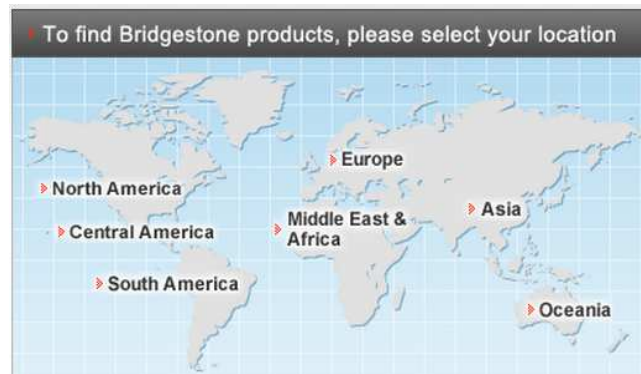 To find Bridgestone products, please select your location
Europe
North America
Asia
Middle East &
Africa
Central America
South America
Oceania